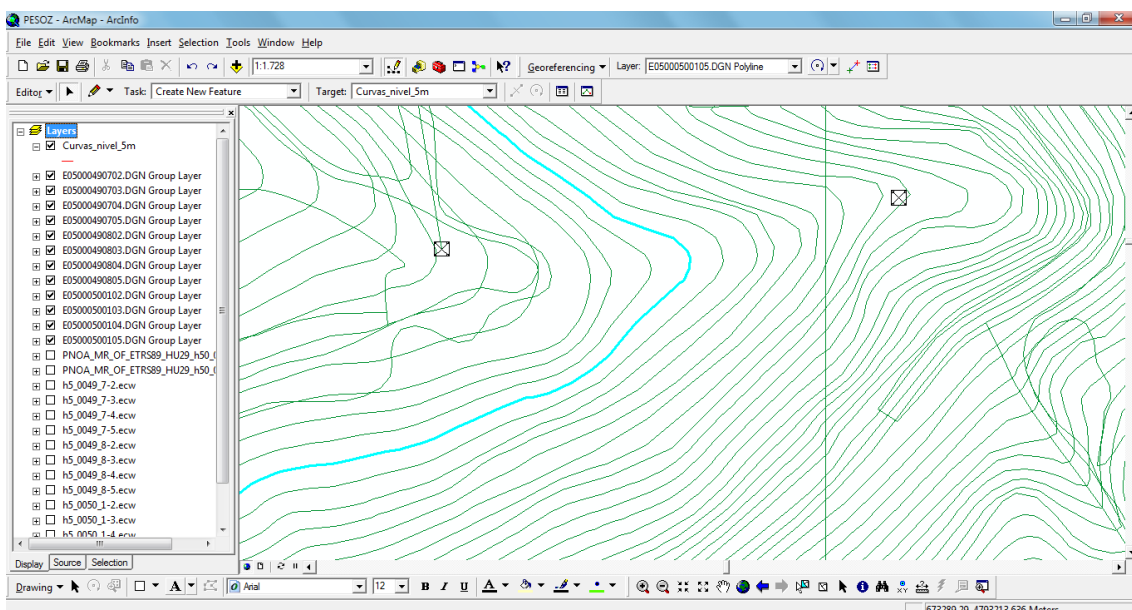 PESOZ - ArcMap - ArcInfo
File Edit View Bookmarks Insert Selection Tools Window Help
1:1.728 Georeferencing Layer: E05000500105.DGN Polyline
Editor Task: Create New Feature Target: Curvas_nivel_5m
Layers
Curvas_nivel_5m
E05000490702.DGN Group Layer
E05000490703.DGN Group Layer
E05000490704.DGN Group Layer
E05000490705.DGN Group Layer
E05000490802.DGN Group Layer
E05000490803.DGN Group Layer
E05000490804.DGN Group Layer
E05000490805.DGN Group Layer
E05000500102.DGN Group Layer
E05000500103.DGN Group Layer
E05000500104.DGN Group Layer
E05000500105.DGN Group Layer
PNOA_MR_OF_ETRS89_HU29_h50_0
PNOA_MR_OF_ETRS89_HU29_h50_0
h5_0049_7-2.ecw
h5_0049_7-3.ecw
h5_0049_7-4.ecw
h5_0049_7-5.ecw
h5_0049_8-2.ecw
h5_0049_8-3.ecw
h5_0049_8-4.ecw
h5_0049_8-5.ecw
h5_0050_1-2.ecw
h5_0050_1-3.ecw
h5_0050_1-4.ecw
Display Source Selection
Drawing A Arial 12 B I U A
673289,29 4793213,636 Meters